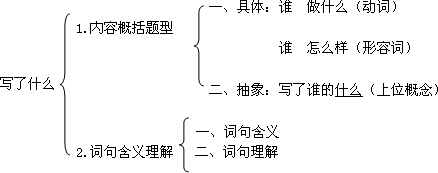 写了什么
1.内容概括题型
一、具体：谁 做什么（动词）
谁 怎么样（形容词）
二、抽象：写了谁的什么（上位概念）
2.词句含义理解
一、词句含义
二、词句理解